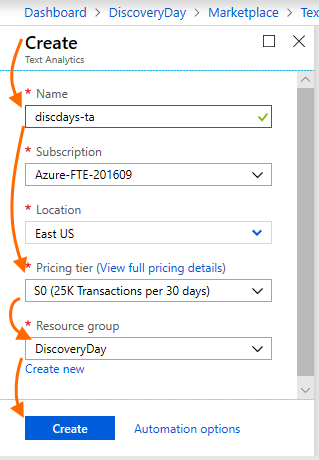 Dashboard > DiscoveryDay > Marketplace > Tex
Create
Text Analytics
* Name
discdays-ta
* Subscription
Azure-FTE-201609
* Location
East US
* Pricing tier (View full pricing details)
S0 (25K Transactions per 30 days)
* Resource group
DiscoveryDay
Create new
Create Automation options